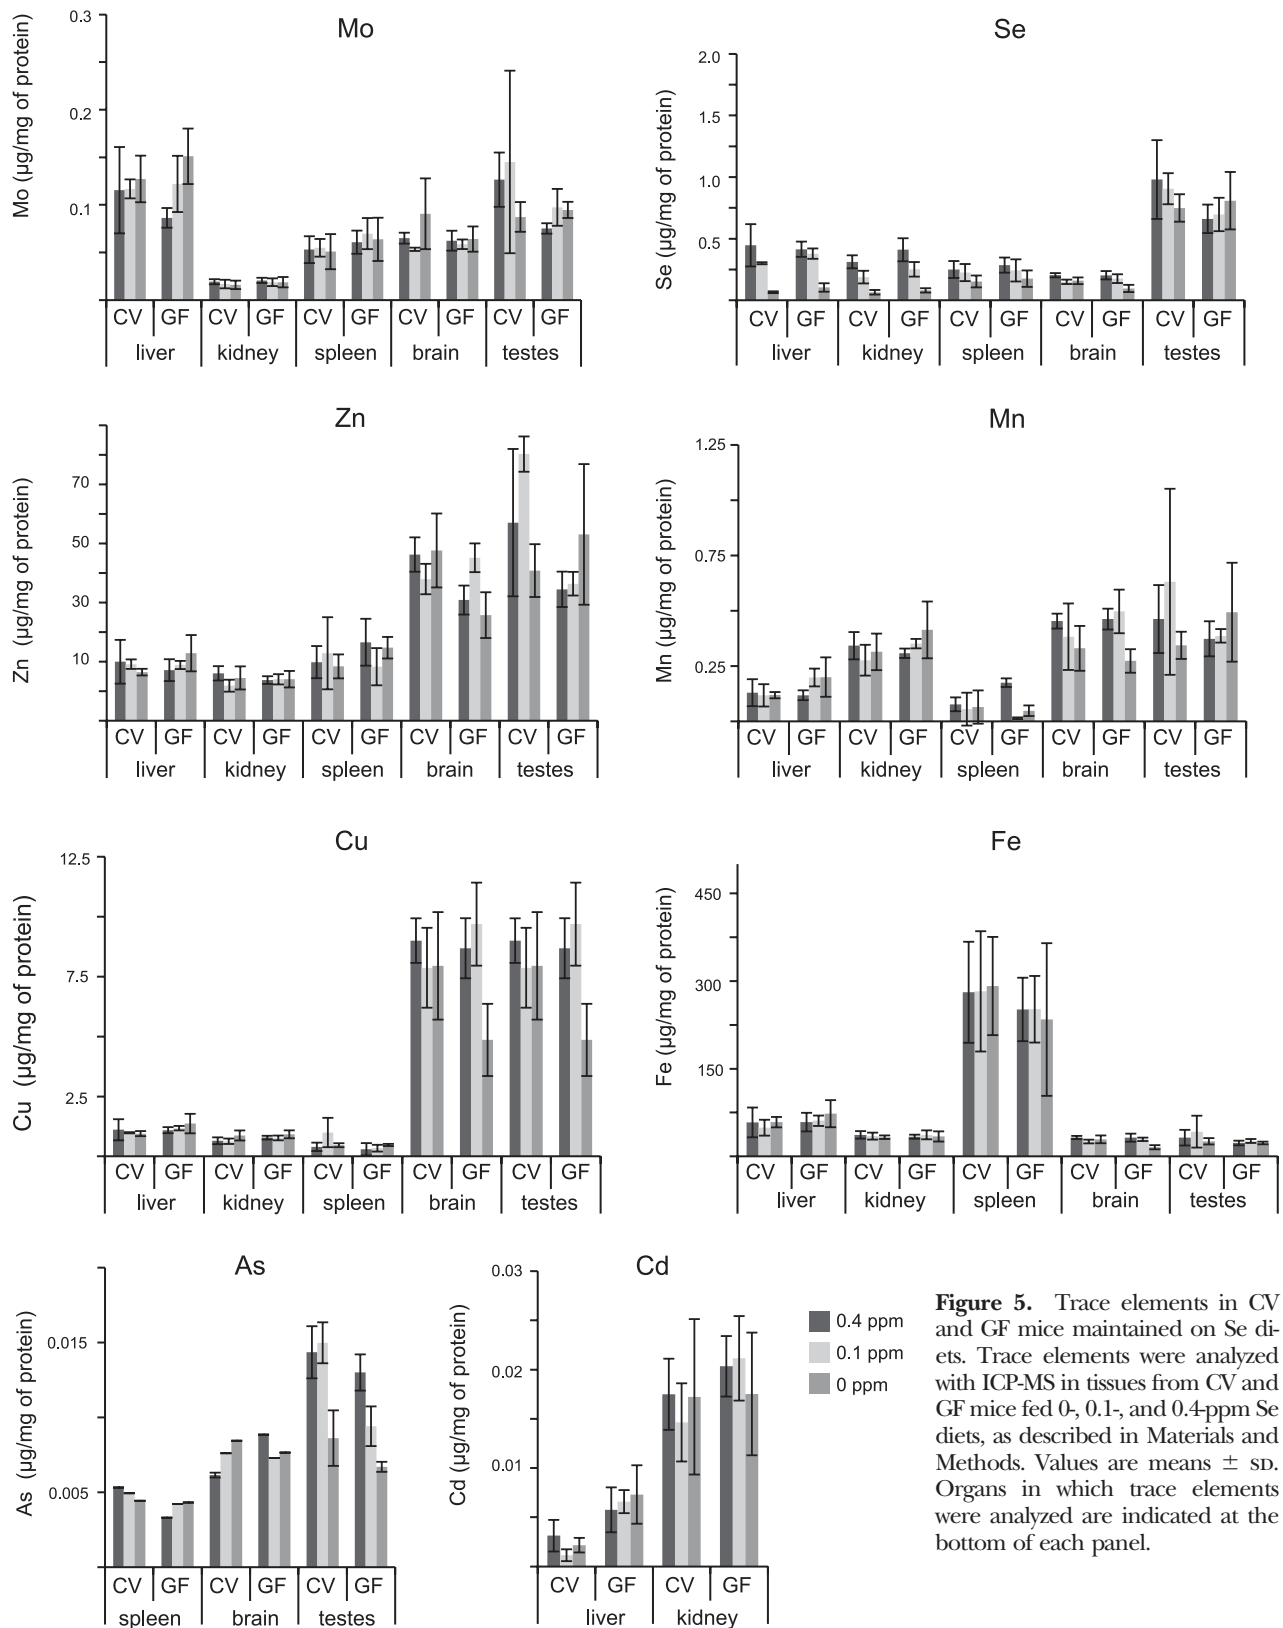 Mo
Mo (µg/mg of protein)
0.3
0.2
0.1
CV GF CV GF CV GF CV GF CV GF
liver kidney spleen brain testes
Se
Se (µg/mg of protein)
2.0
1.5
1.0
0.5
CV GF CV GF CV GF CV GF CV GF
liver kidney spleen brain testes
Zn
Zn (µg/mg of protein)
70
50
30
10
CV GF CV GF CV GF CV GF CV GF
liver kidney spleen brain testes
Mn
Mn (µg/mg of protein)
1.25
0.75
0.25
CV GF CV GF CV GF CV GF CV GF
liver kidney spleen brain testes
Cu
Cu (µg/mg of protein)
12.5
7.5
2.5
CV GF CV GF CV GF CV GF CV GF
liver kidney spleen brain testes
Fe
Fe (µg/mg of protein)
450
300
150
CV GF CV GF CV GF CV GF CV GF
liver kidney spleen brain testes
As
As (µg/mg of protein)
0.015
0.005
CV GF CV GF CV GF
spleen brain testes
Cd
Cd (µg/mg of protein)
0.03
0.02
0.01
CV GF CV GF
liver kidney
0.4 ppm
0.1 ppm
0 ppm
Figure 5. Trace elements in CV
and GF mice maintained on Se di-
ets. Trace elements were analyzed
with ICP-MS in tissues from CV and
GF mice fed 0-, 0.1-, and 0.4-ppm Se
diets, as described in Materials and
Methods. Values are means ± SD.
Organs in which trace elements
were analyzed are indicated at the
bottom of each panel.